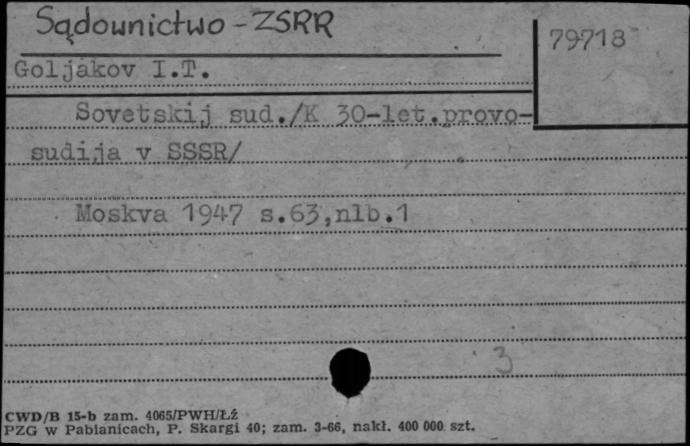 Sądownictwo - ZSRR
79718
Goljakov I.T.
Sovetskij sud./K 30-let.provo-
sudija v SSSR/
Moskva 1947 s.63,nlb.1
3
CWD/B 15-b zam. 4065/PWH/Łź
PZG w Pabianicach, P. Skargi 40; zam. 3-66, nakł. 400 000 szt.